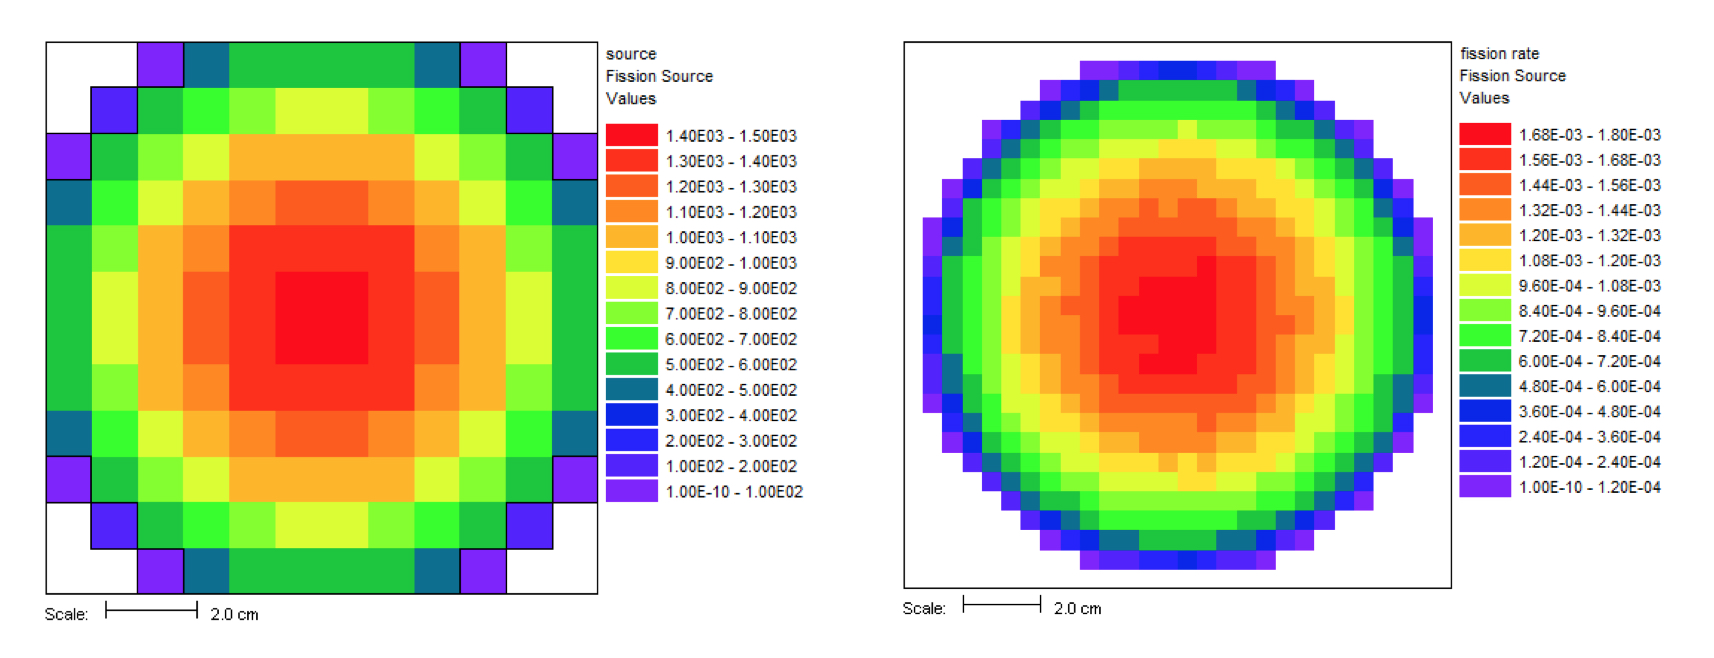 source
Fission Source
Values
1.40E03 - 1.50E03
1.30E03 - 1.40E03
1.20E03 - 1.30E03
1.10E03 - 1.20E03
1.00E03 - 1.10E03
9.00E02 - 1.00E03
8.00E02 - 9.00E02
7.00E02 - 8.00E02
6.00E02 - 7.00E02
5.00E02 - 6.00E02
4.00E02 - 5.00E02
3.00E02 - 4.00E02
2.00E02 - 3.00E02
1.00E02 - 2.00E02
1.00E-10 - 1.00E02
Scale: 2.0 cm
fission rate
Fission Source
Values
1.68E-03 - 1.80E-03
1.56E-03 - 1.68E-03
1.44E-03 - 1.56E-03
1.32E-03 - 1.44E-03
1.20E-03 - 1.32E-03
1.08E-03 - 1.20E-03
9.60E-04 - 1.08E-03
8.40E-04 - 9.60E-04
7.20E-04 - 8.40E-04
6.00E-04 - 7.20E-04
4.80E-04 - 6.00E-04
3.60E-04 - 4.80E-04
2.40E-04 - 3.60E-04
1.20E-04 - 2.40E-04
1.00E-10 - 1.20E-04
Scale: 2.0 cm